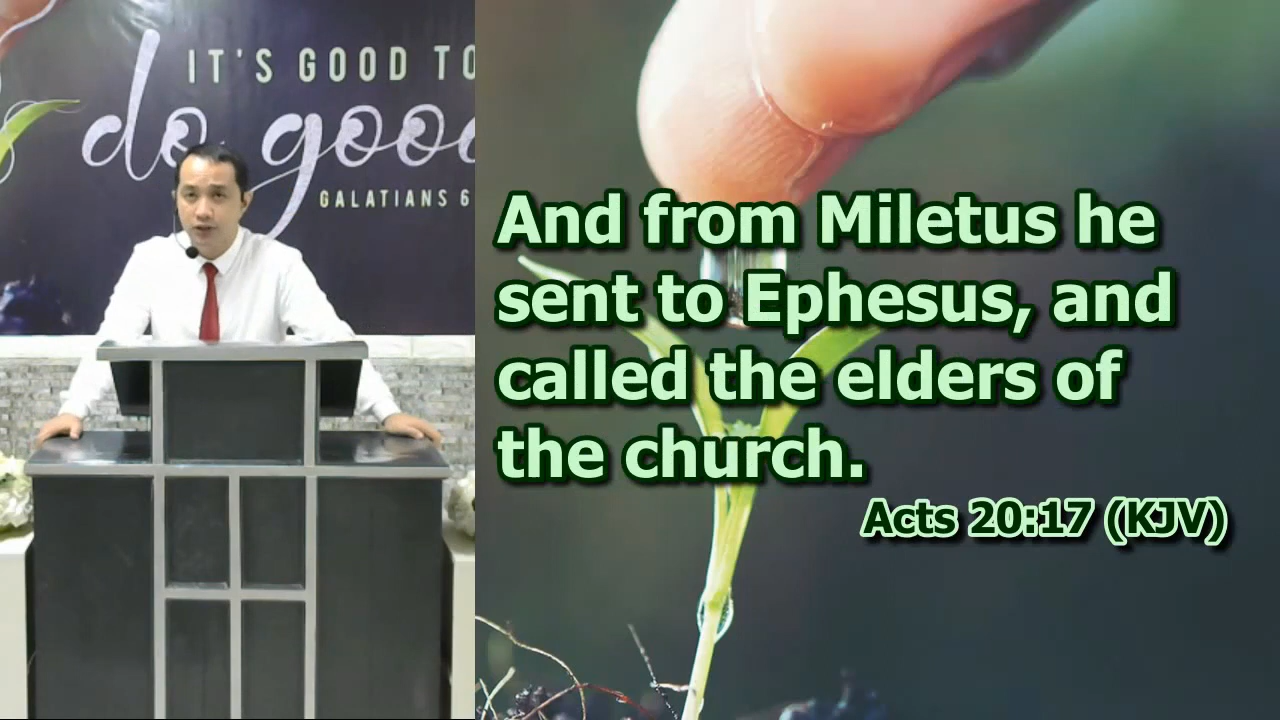 IT'S GOOD TO
do good
GALATIANS 6
And from Miletus he
sent to Ephesus, and
called the elders of
the church.
Acts 20:17 (KJV)